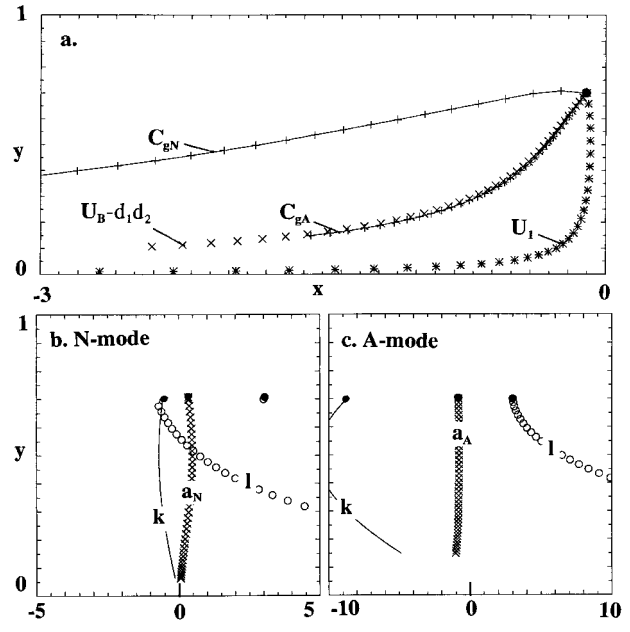 1
a.
y
C_gN
U_B-d_1d_2
C_gA
U_1
0
-3
x
0
1
b. N-mode
c. A-mode
y
a_N
l
k
a_A
l
k
0
-5
0
5
-10
0
10